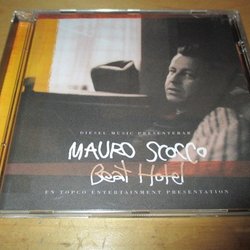 DIESEL MUSIC PRESENTERAR
MAURO SCOCCO
Beat Hotel
EN TOPCO ENTERTAINMENT PRESENTATION